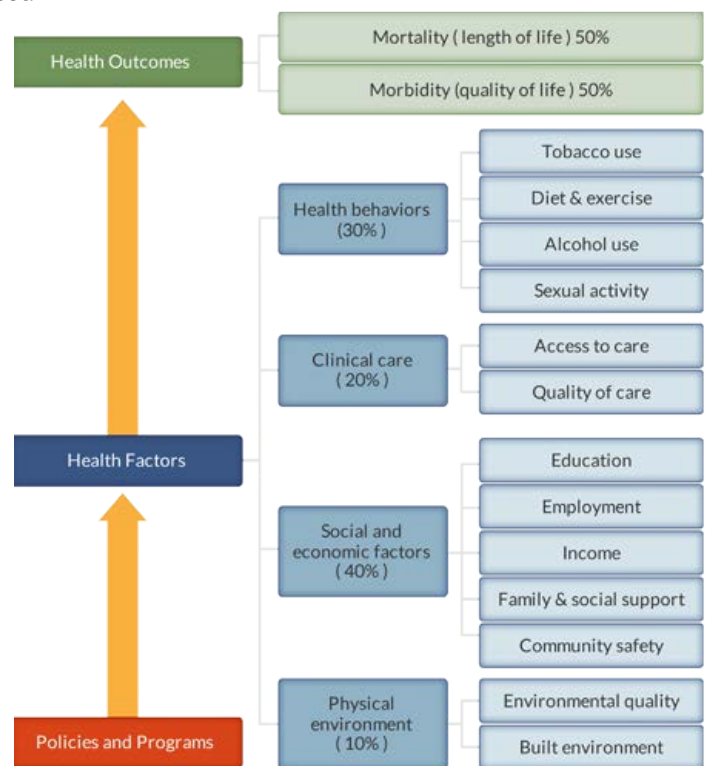 Health Outcomes
Mortality ( length of life ) 50%
Morbidity (quality of life ) 50%
Health behaviors
(30% )
Tobacco use
Diet & exercise
Alcohol use
Sexual activity
Clinical care
( 20% )
Access to care
Quality of care
Health Factors
Social and
economic factors
( 40% )
Education
Employment
Income
Family & social support
Community safety
Physical
environment
( 10% )
Environmental quality
Built environment
Policies and Programs